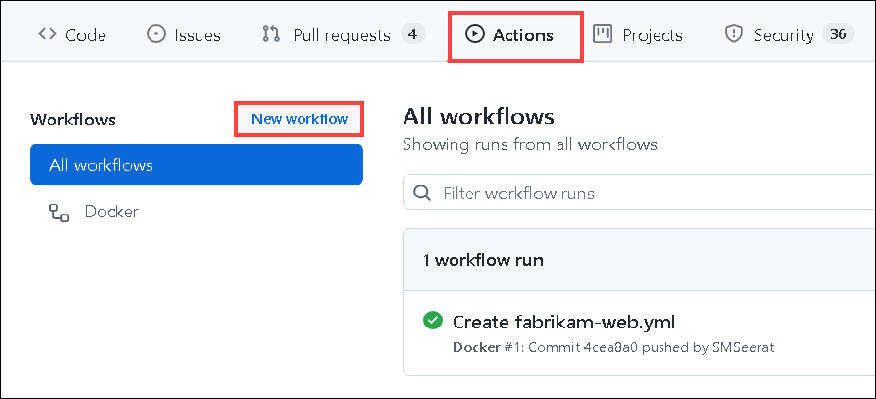 Code Issues Pull requests 4 Actions Projects Security 36
Workflows New workflow
All workflows
Docker
All workflows
Showing runs from all workflows
Filter workflow runs
1 workflow run
Create fabrikam-web.yml
Docker #1: Commit 4cea8a0 pushed by SMSeerat